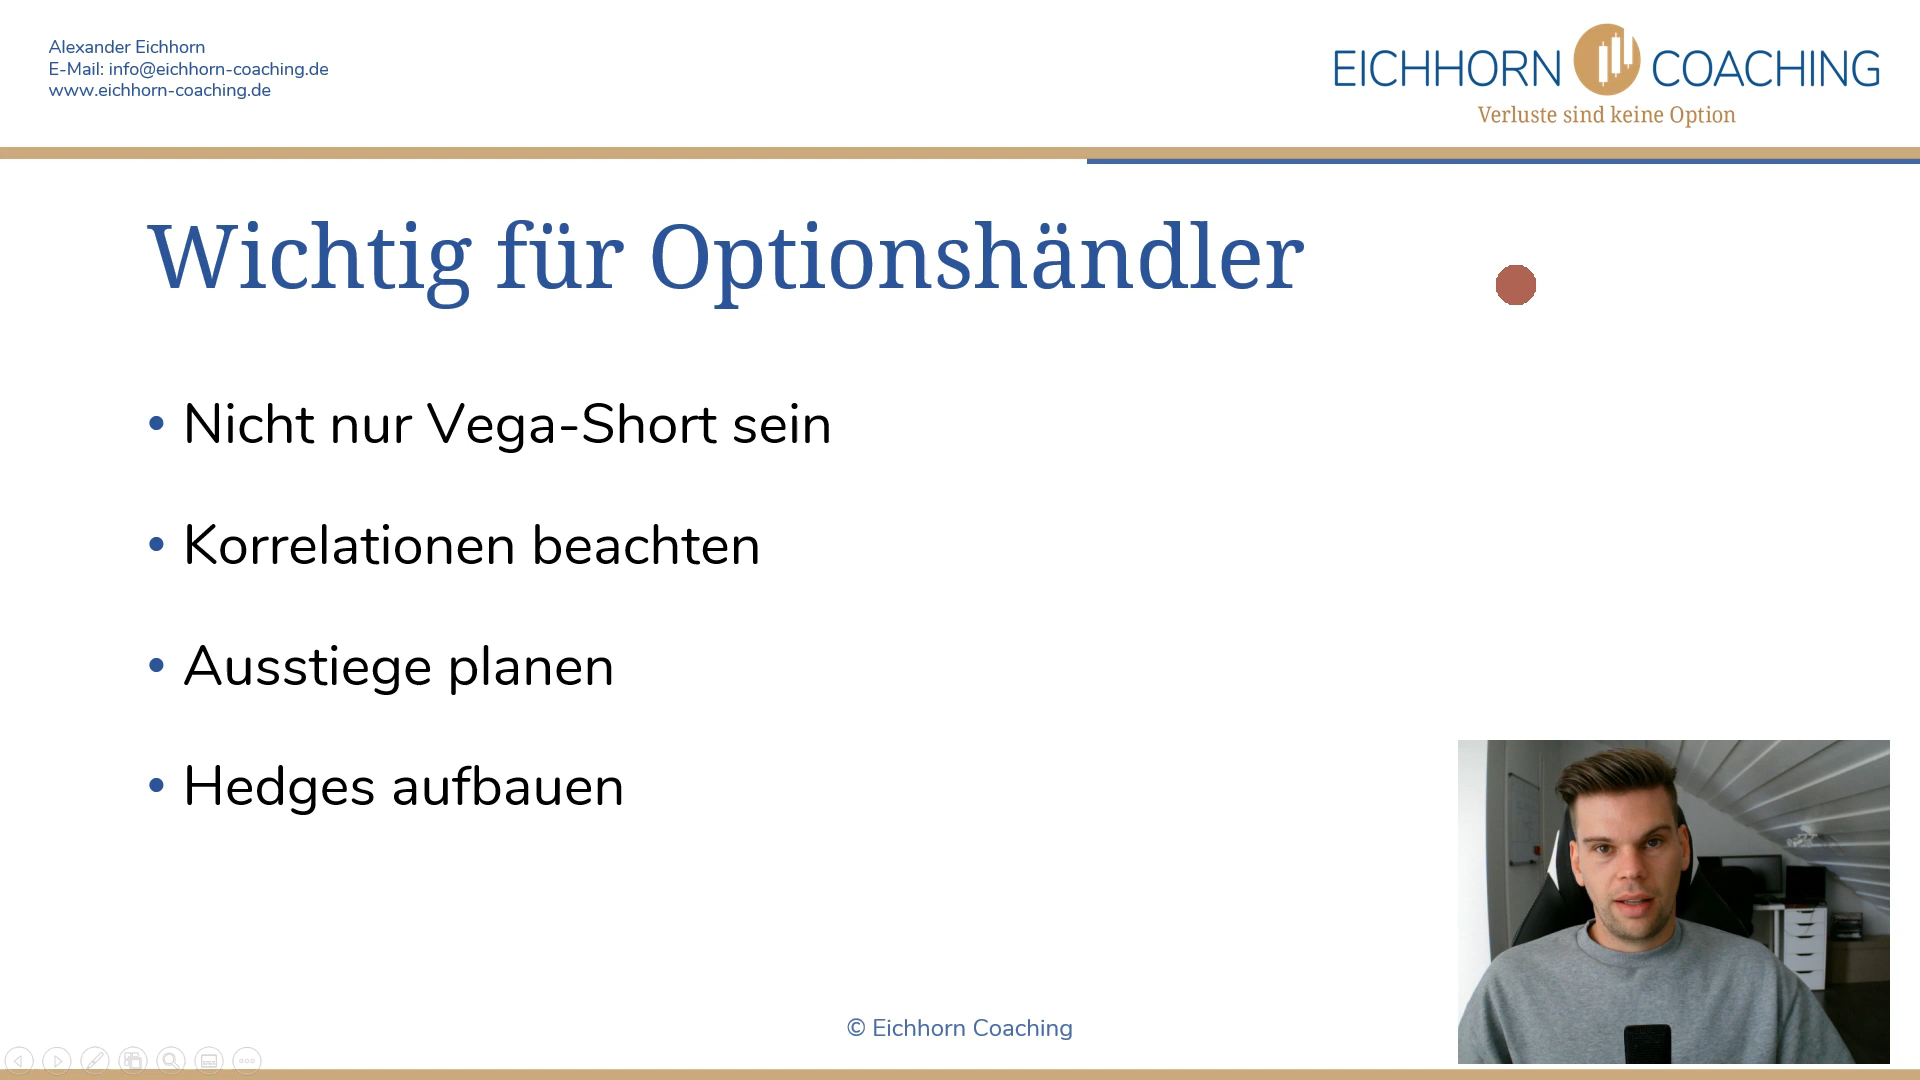 Alexander Eichhorn
E-Mail: info@eichhorn-coaching.de
www.eichhorn-coaching.de
EICHHORN COACHING
Verluste sind keine Option
Wichtig für Optionshändler
• Nicht nur Vega-Short sein
• Korrelationen beachten
• Ausstiege planen
• Hedges aufbauen
© Eichhorn Coaching